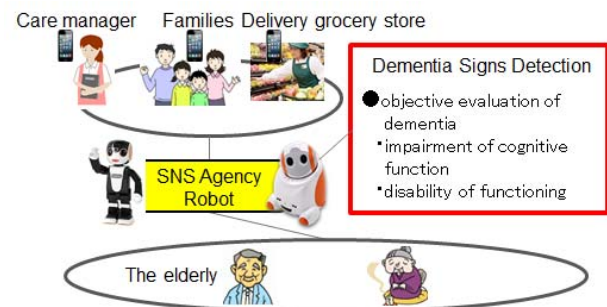 Care manager
Families
Delivery grocery store
Dementia Signs Detection
●objective evaluation of
dementia
・impairment of cognitive
function
・disability of functioning
SNS Agency
Robot
The elderly